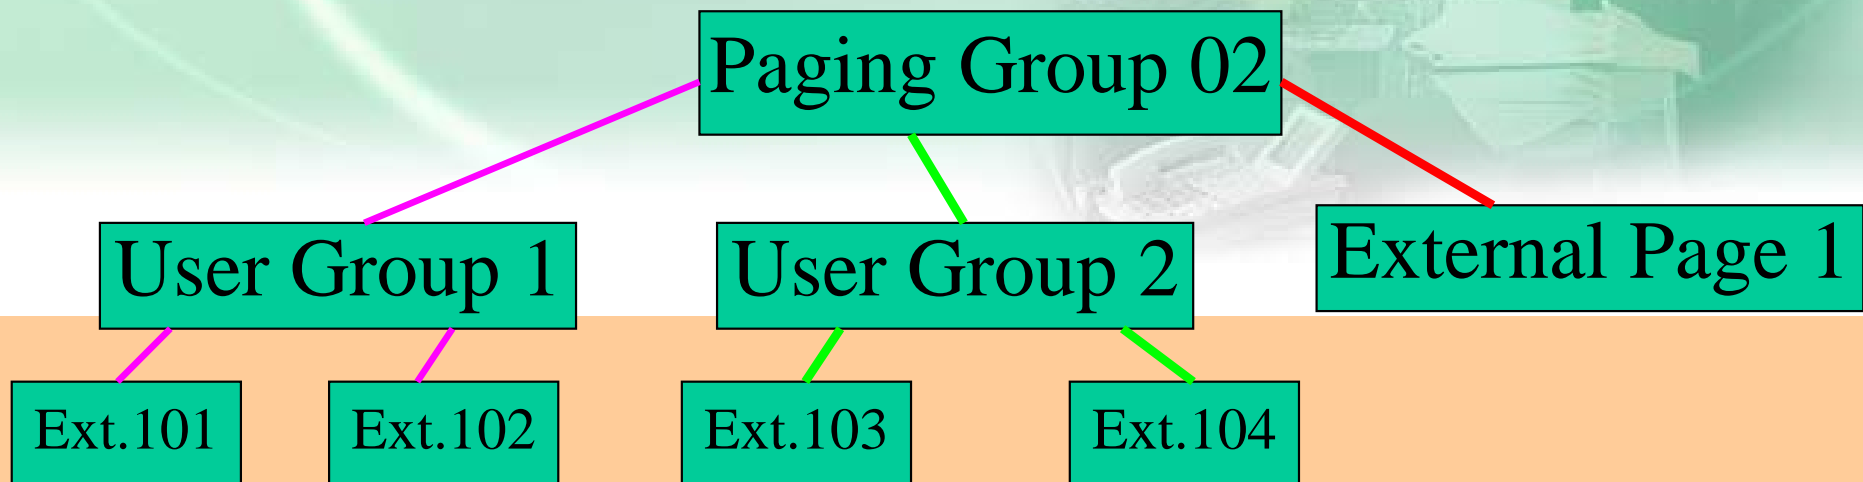 Paging Group 02
User Group 1
User Group 2
External Page 1
Ext.101
Ext.102
Ext.103
Ext.104